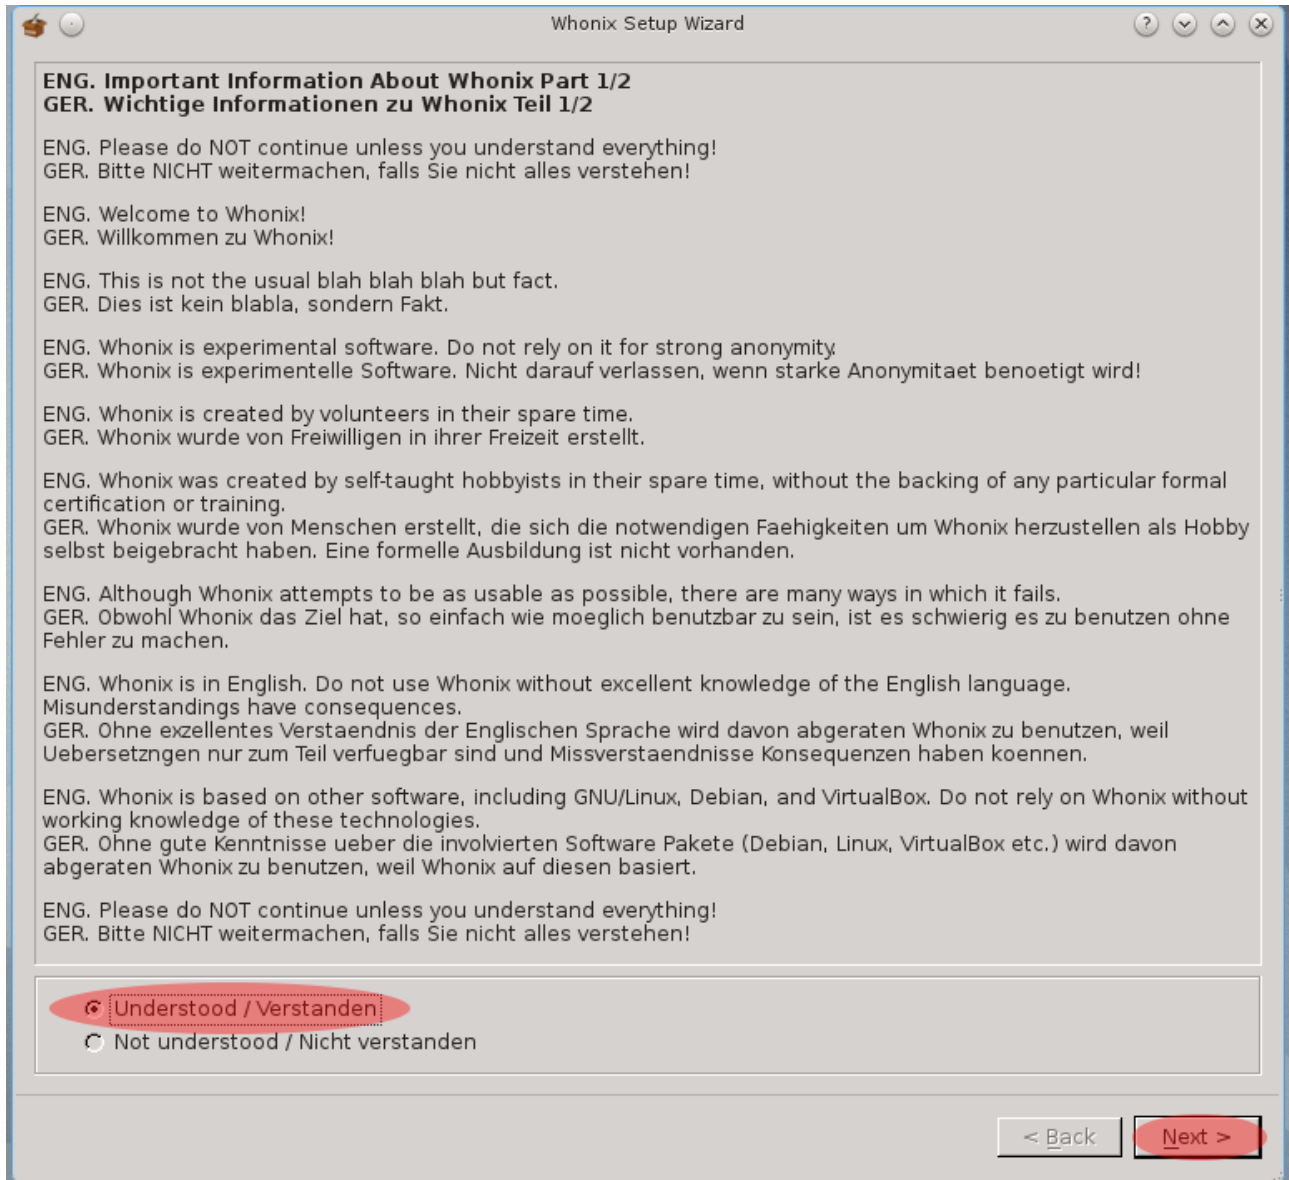 Whonix Setup Wizard
ENG. Important Information About Whonix Part 1/2
GER. Wichtige Informationen zu Whonix Teil 1/2
ENG. Please do NOT continue unless you understand everything!
GER. Bitte NICHT weitermachen, falls Sie nicht alles verstehen!
ENG. Welcome to Whonix!
GER. Willkommen zu Whonix!
ENG. This is not the usual blah blah blah but fact.
GER. Dies ist kein blabla, sondern Fakt.
ENG. Whonix is experimental software. Do not rely on it for strong anonymity.
GER. Whonix is experimentelle Software. Nicht darauf verlassen, wenn starke Anonymitaet benoetigt wird!
ENG. Whonix is created by volunteers in their spare time.
GER. Whonix wurde von Freiwilligen in ihrer Freizeit erstellt.
ENG. Whonix was created by self-taught hobbyists in their spare time, without the backing of any particular formal
certification or training.
GER. Whonix wurde von Menschen erstellt, die sich die notwendigen Faehigkeiten um Whonix herzustellen als Hobby
selbst beigebracht haben. Eine formelle Ausbildung ist nicht vorhanden.
ENG. Although Whonix attempts to be as usable as possible, there are many ways in which it fails.
GER. Obwohl Whonix das Ziel hat, so einfach wie moeglich benutzbar zu sein, ist es schwierig es zu benutzen ohne
Fehler zu machen.
ENG. Whonix is in English. Do not use Whonix without excellent knowledge of the English language.
Misunderstandings have consequences.
GER. Ohne exzellentes Verstaendnis der Englischen Sprache wird davon abgeraten Whonix zu benutzen, weil
Uebersetzngen nur zum Teil verfuegbar sind und Missverstaendnisse Konsequenzen haben koennen.
ENG. Whonix is based on other software, including GNU/Linux, Debian, and VirtualBox. Do not rely on Whonix without
working knowledge of these technologies.
GER. Ohne gute Kenntnisse ueber die involvierten Software Pakete (Debian, Linux, VirtualBox etc.) wird davon
abgeraten Whonix zu benutzen, weil Whonix auf diesen basiert.
ENG. Please do NOT continue unless you understand everything!
GER. Bitte NICHT weitermachen, falls Sie nicht alles verstehen!
Understood / Verstanden
Not understood / Nicht verstanden
< Back
Next >